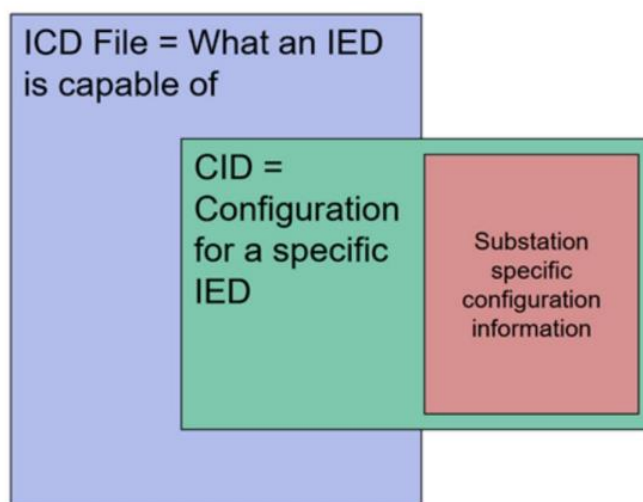 ICD File = What an IED
is capable of
CID =
Configuration
for a specific
IED
Substation
specific
configuration
information